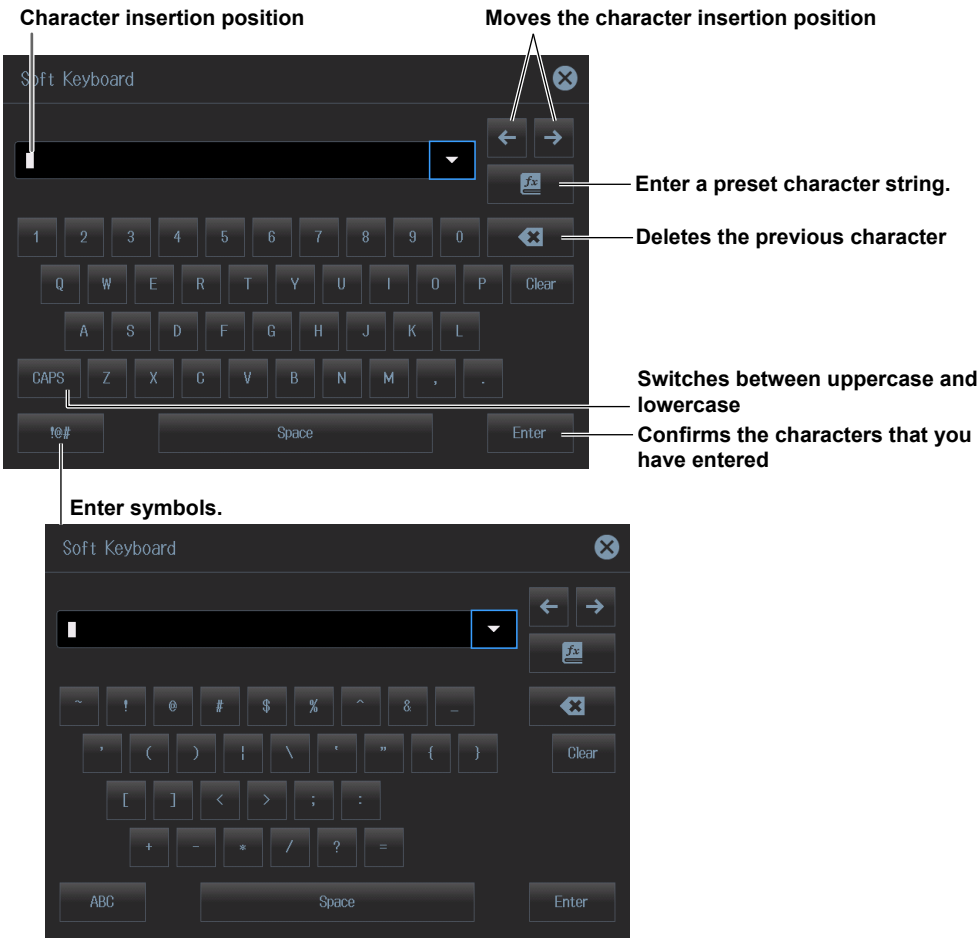 Character insertion position
Moves the character insertion position
Soft Keyboard
fx
Enter a preset character string.
1 2 3 4 5 6 7 8 9 0
Deletes the previous character
Q W E R T Y U I O P Clear
A S D F G H J K L
CAPS Z X C V B N M , .
Switches between uppercase and
lowercase
!@# Space Enter
Confirms the characters that you
have entered
Enter symbols.
Soft Keyboard
fx
~ ! @ # $ % ^ & _
' ( ) ¦ \ ‘ ” { }
Clear
[ ] < > ; :
+ - * / ? =
ABC Space Enter